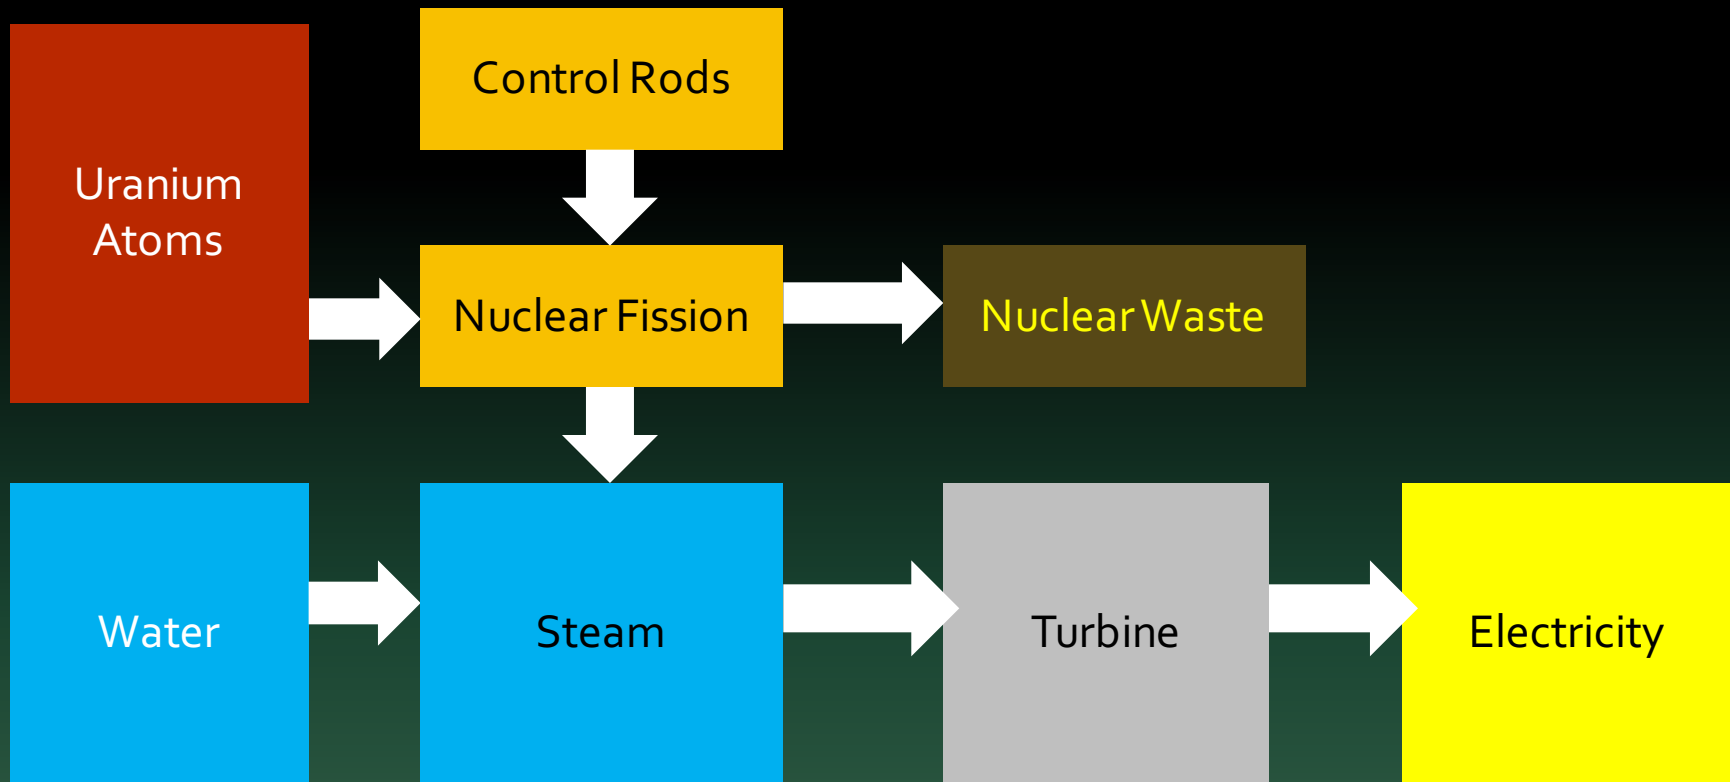 Control Rods
Uranium
Atoms
Nuclear Fission
Nuclear Waste
Water
Steam
Turbine
Electricity